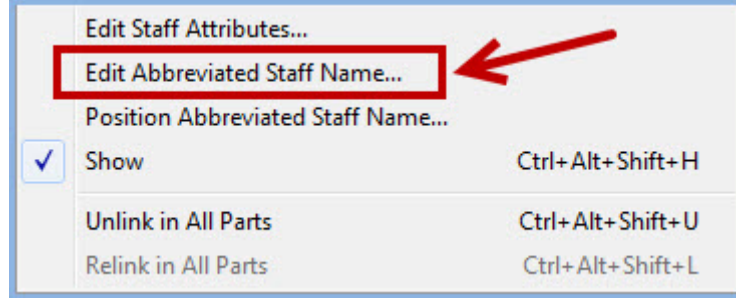 Edit Staff Attributes...
Edit Abbreviated Staff Name...
Position Abbreviated Staff Name...
Show Ctrl+Alt+Shift+H
Unlink in All Parts Ctrl+Alt+Shift+U
Relink in All Parts Ctrl+Alt+Shift+L